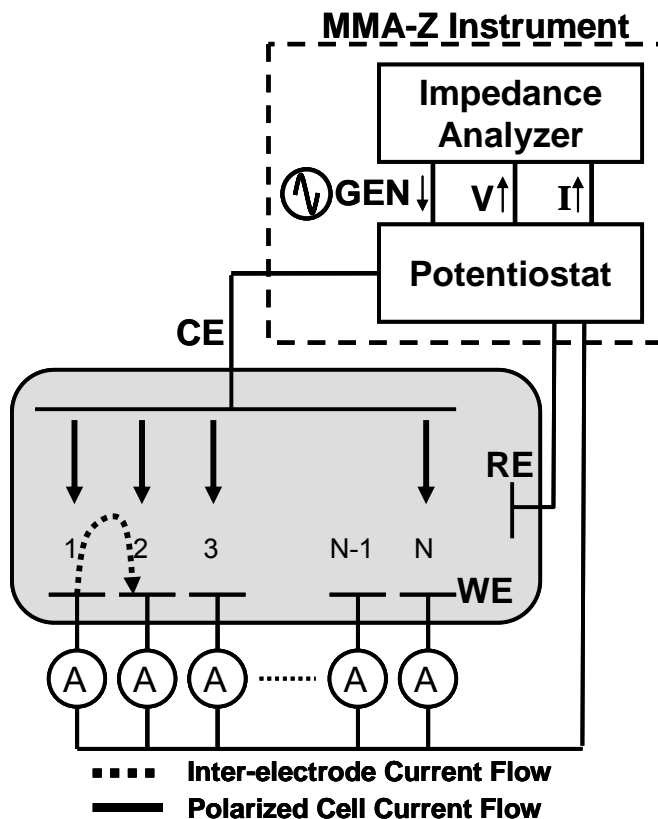 MMA-Z Instrument
Impedance
Analyzer
GEN
V
I
Potentiostat
CE
RE
1
2
3
N-1
N
WE
A
A
A
A
A
Inter-electrode Current Flow
Polarized Cell Current Flow